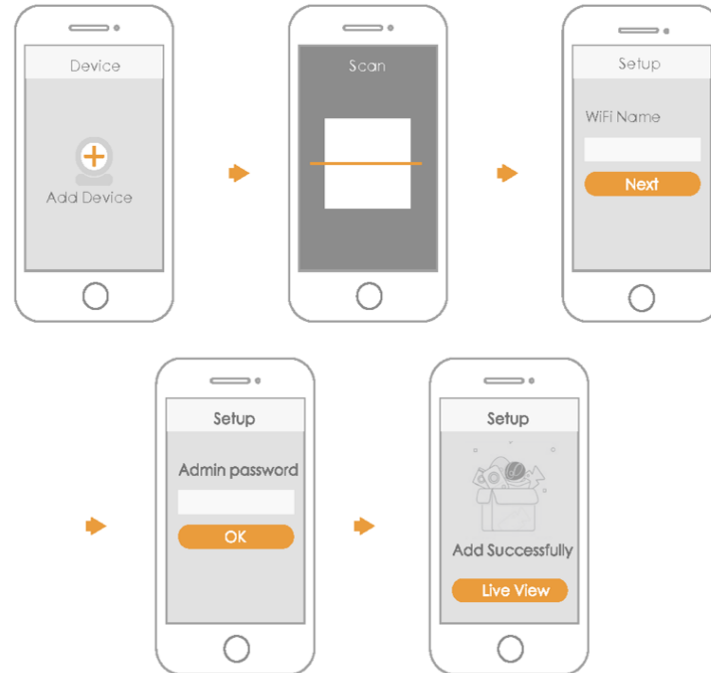 Device
Add Device
Scan
Setup
WiFi Name
Next
Setup
Admin password
OK
Setup
Add Successfully
Live View